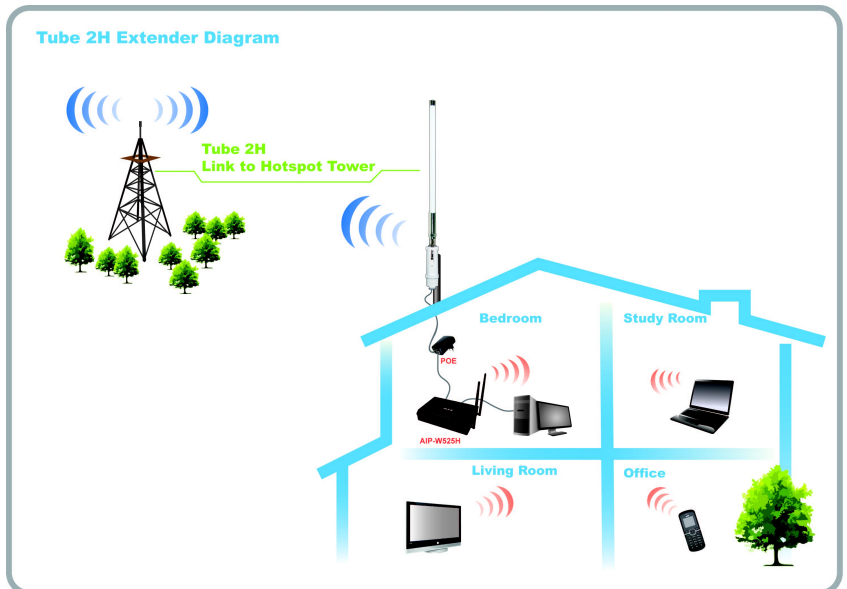 Tube 2H Extender Diagram
Tube 2H
Link to Hotspot Tower
Bedroom
Study Room
POE
AIP-W525H
Living Room
Office